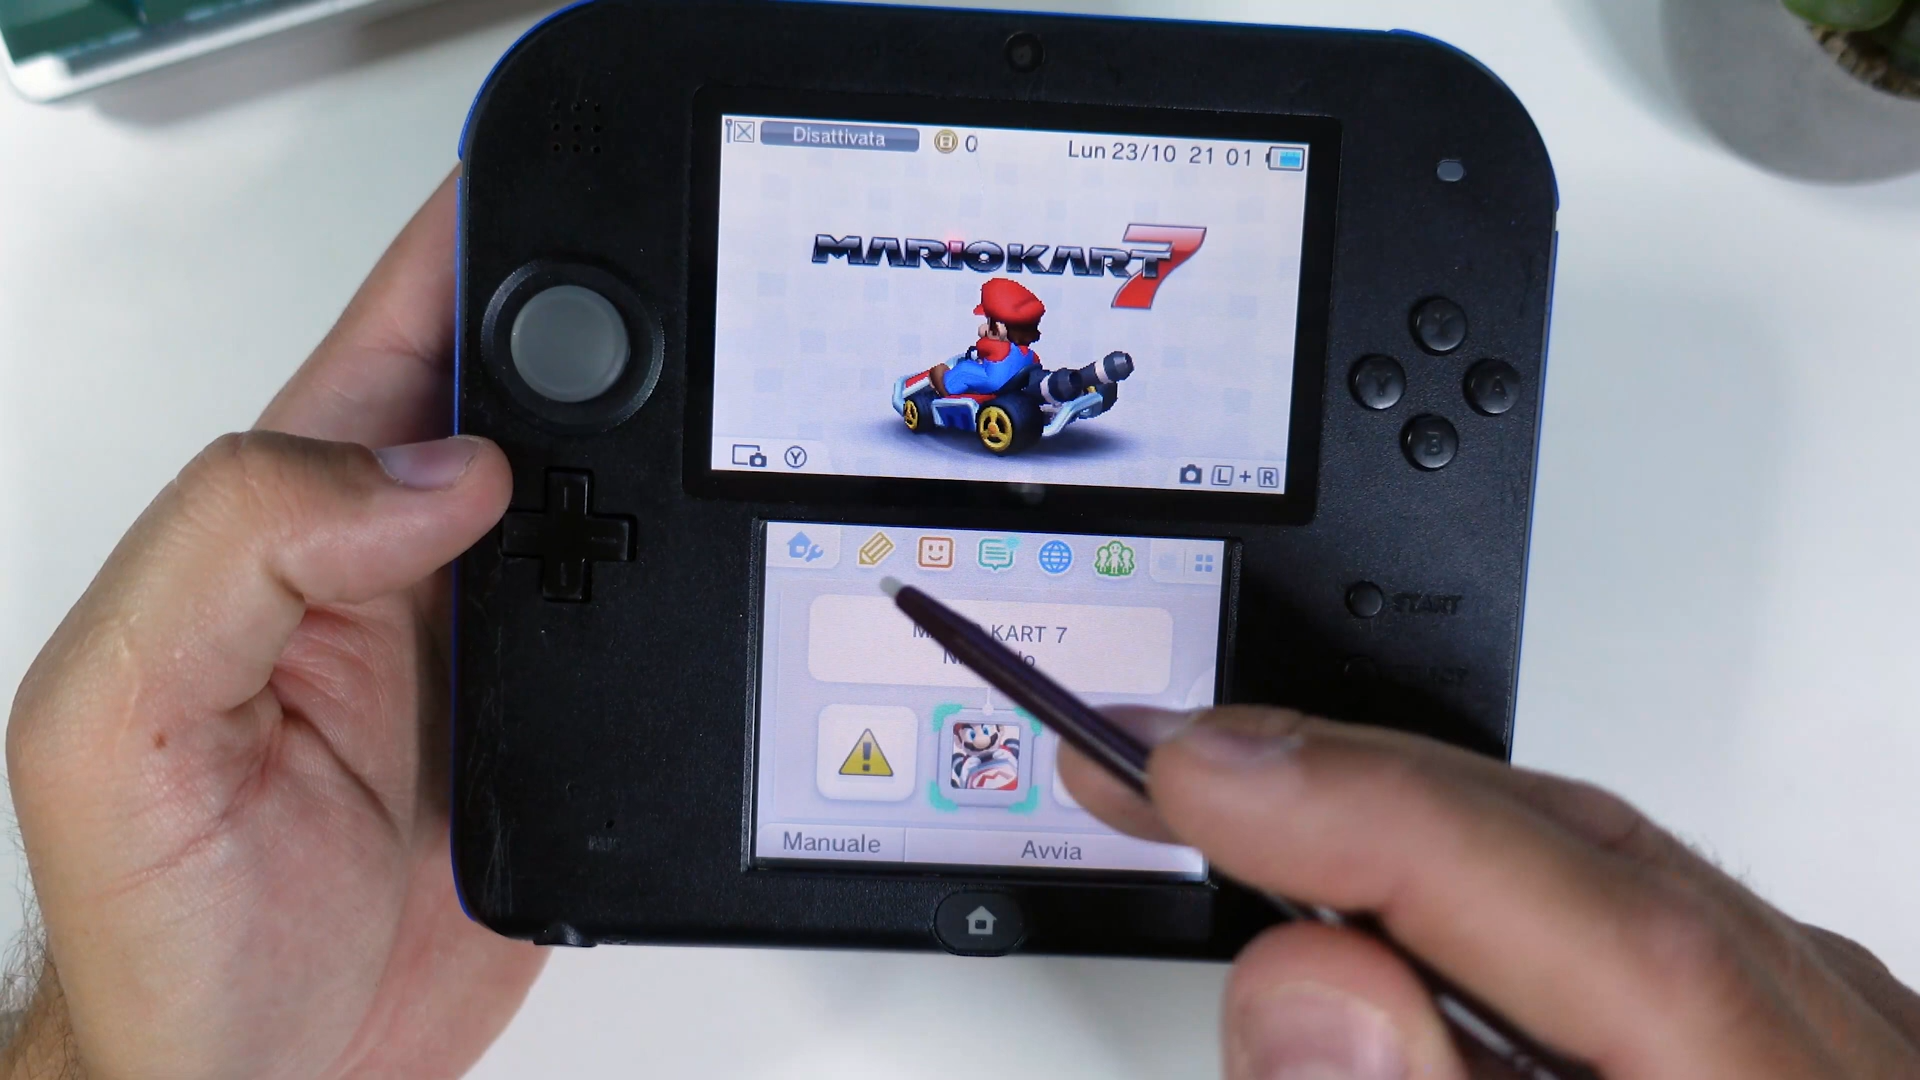 Disattivata 0 Lun 23/10 21 01
MARIOKART 7
Y L + R
Y
Y A
B
START
KART 7
Manuale Avvia